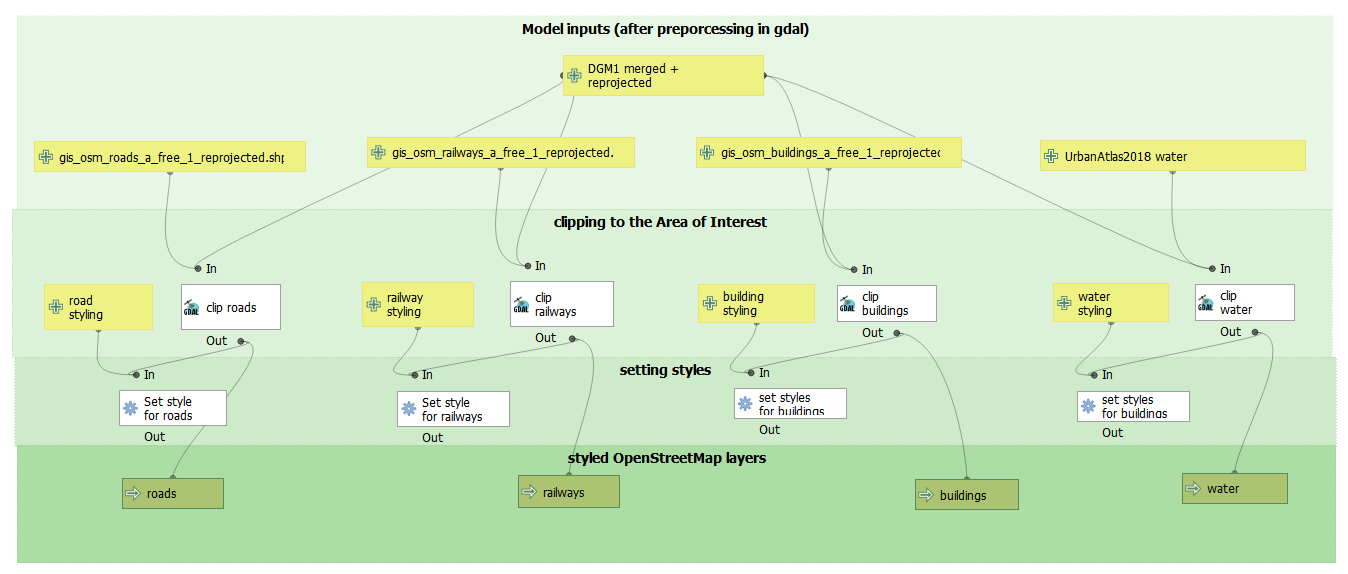 Model inputs (after preporcessing in gdal)
DGM1 merged +
reprojected
gis_osm_roads_a_free_1_reprojected.shp
gis_osm_railways_a_free_1_reprojected.
gis_osm_buildings_a_free_1_reprojected
UrbanAtlas2018 water
clipping to the Area of Interest
In
In
In
In
road
styling
GDAL
clip roads
railway
styling
GDAL
clip
railways
building
styling
GDAL
clip
buildings
water
styling
GDAL
clip
water
Out
Out
Out
Out
setting styles
In
In
In
In
Set style
for roads
Set style
for railways
set styles
for buildings
set styles
for buildings
Out
Out
Out
Out
styled OpenStreetMap layers
roads
railways
buildings
water